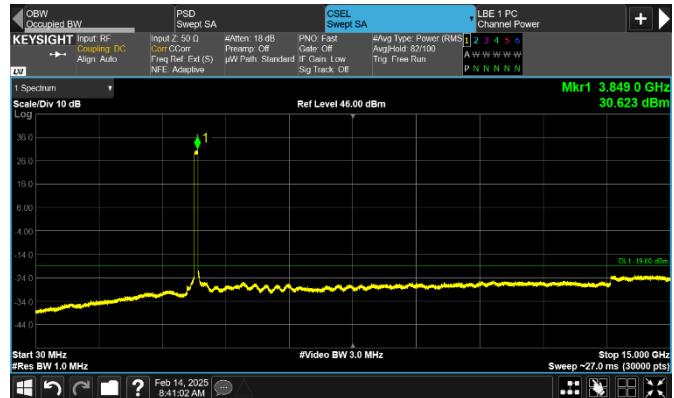 OBW
Occupied BW
PSD
Swept SA
CSEL
Swept SA
LBE 1 PC
Channel Power
KEYSIGHT
Input: RF
Coupling: DC
Align: Auto
Input Z: 50 Ω
Corr CCorr
Freq Ref: Ext (S)
NFE: Adaptive
#Atten: 18 dB
Preamp: Off
µW Path: Standard
PNO: Fast
Gate: Off
IF Gain: Low
Sig Track: Off
#Avg Type: Power (RMS
Avg|Hold: 82/100
Trig: Free Run
1 2 3 4 5 6
A W W W W W
P N N N N N
LXI
1 Spectrum
Scale/Div 10 dB
Log
Ref Level 46.00 dBm
Mkr1 3.849 0 GHz
30.623 dBm
1
36.0
26.0
16.0
6.00
-4.00
-14.0
DL1 -19.00 dBm
-24.0
-34.0
-44.0
Start 30 MHz
#Res BW 1.0 MHz
#Video BW 3.0 MHz
Stop 15.000 GHz
Sweep ~27.0 ms (30000 pts)
?
Feb 14, 2025
8:41:02 AM